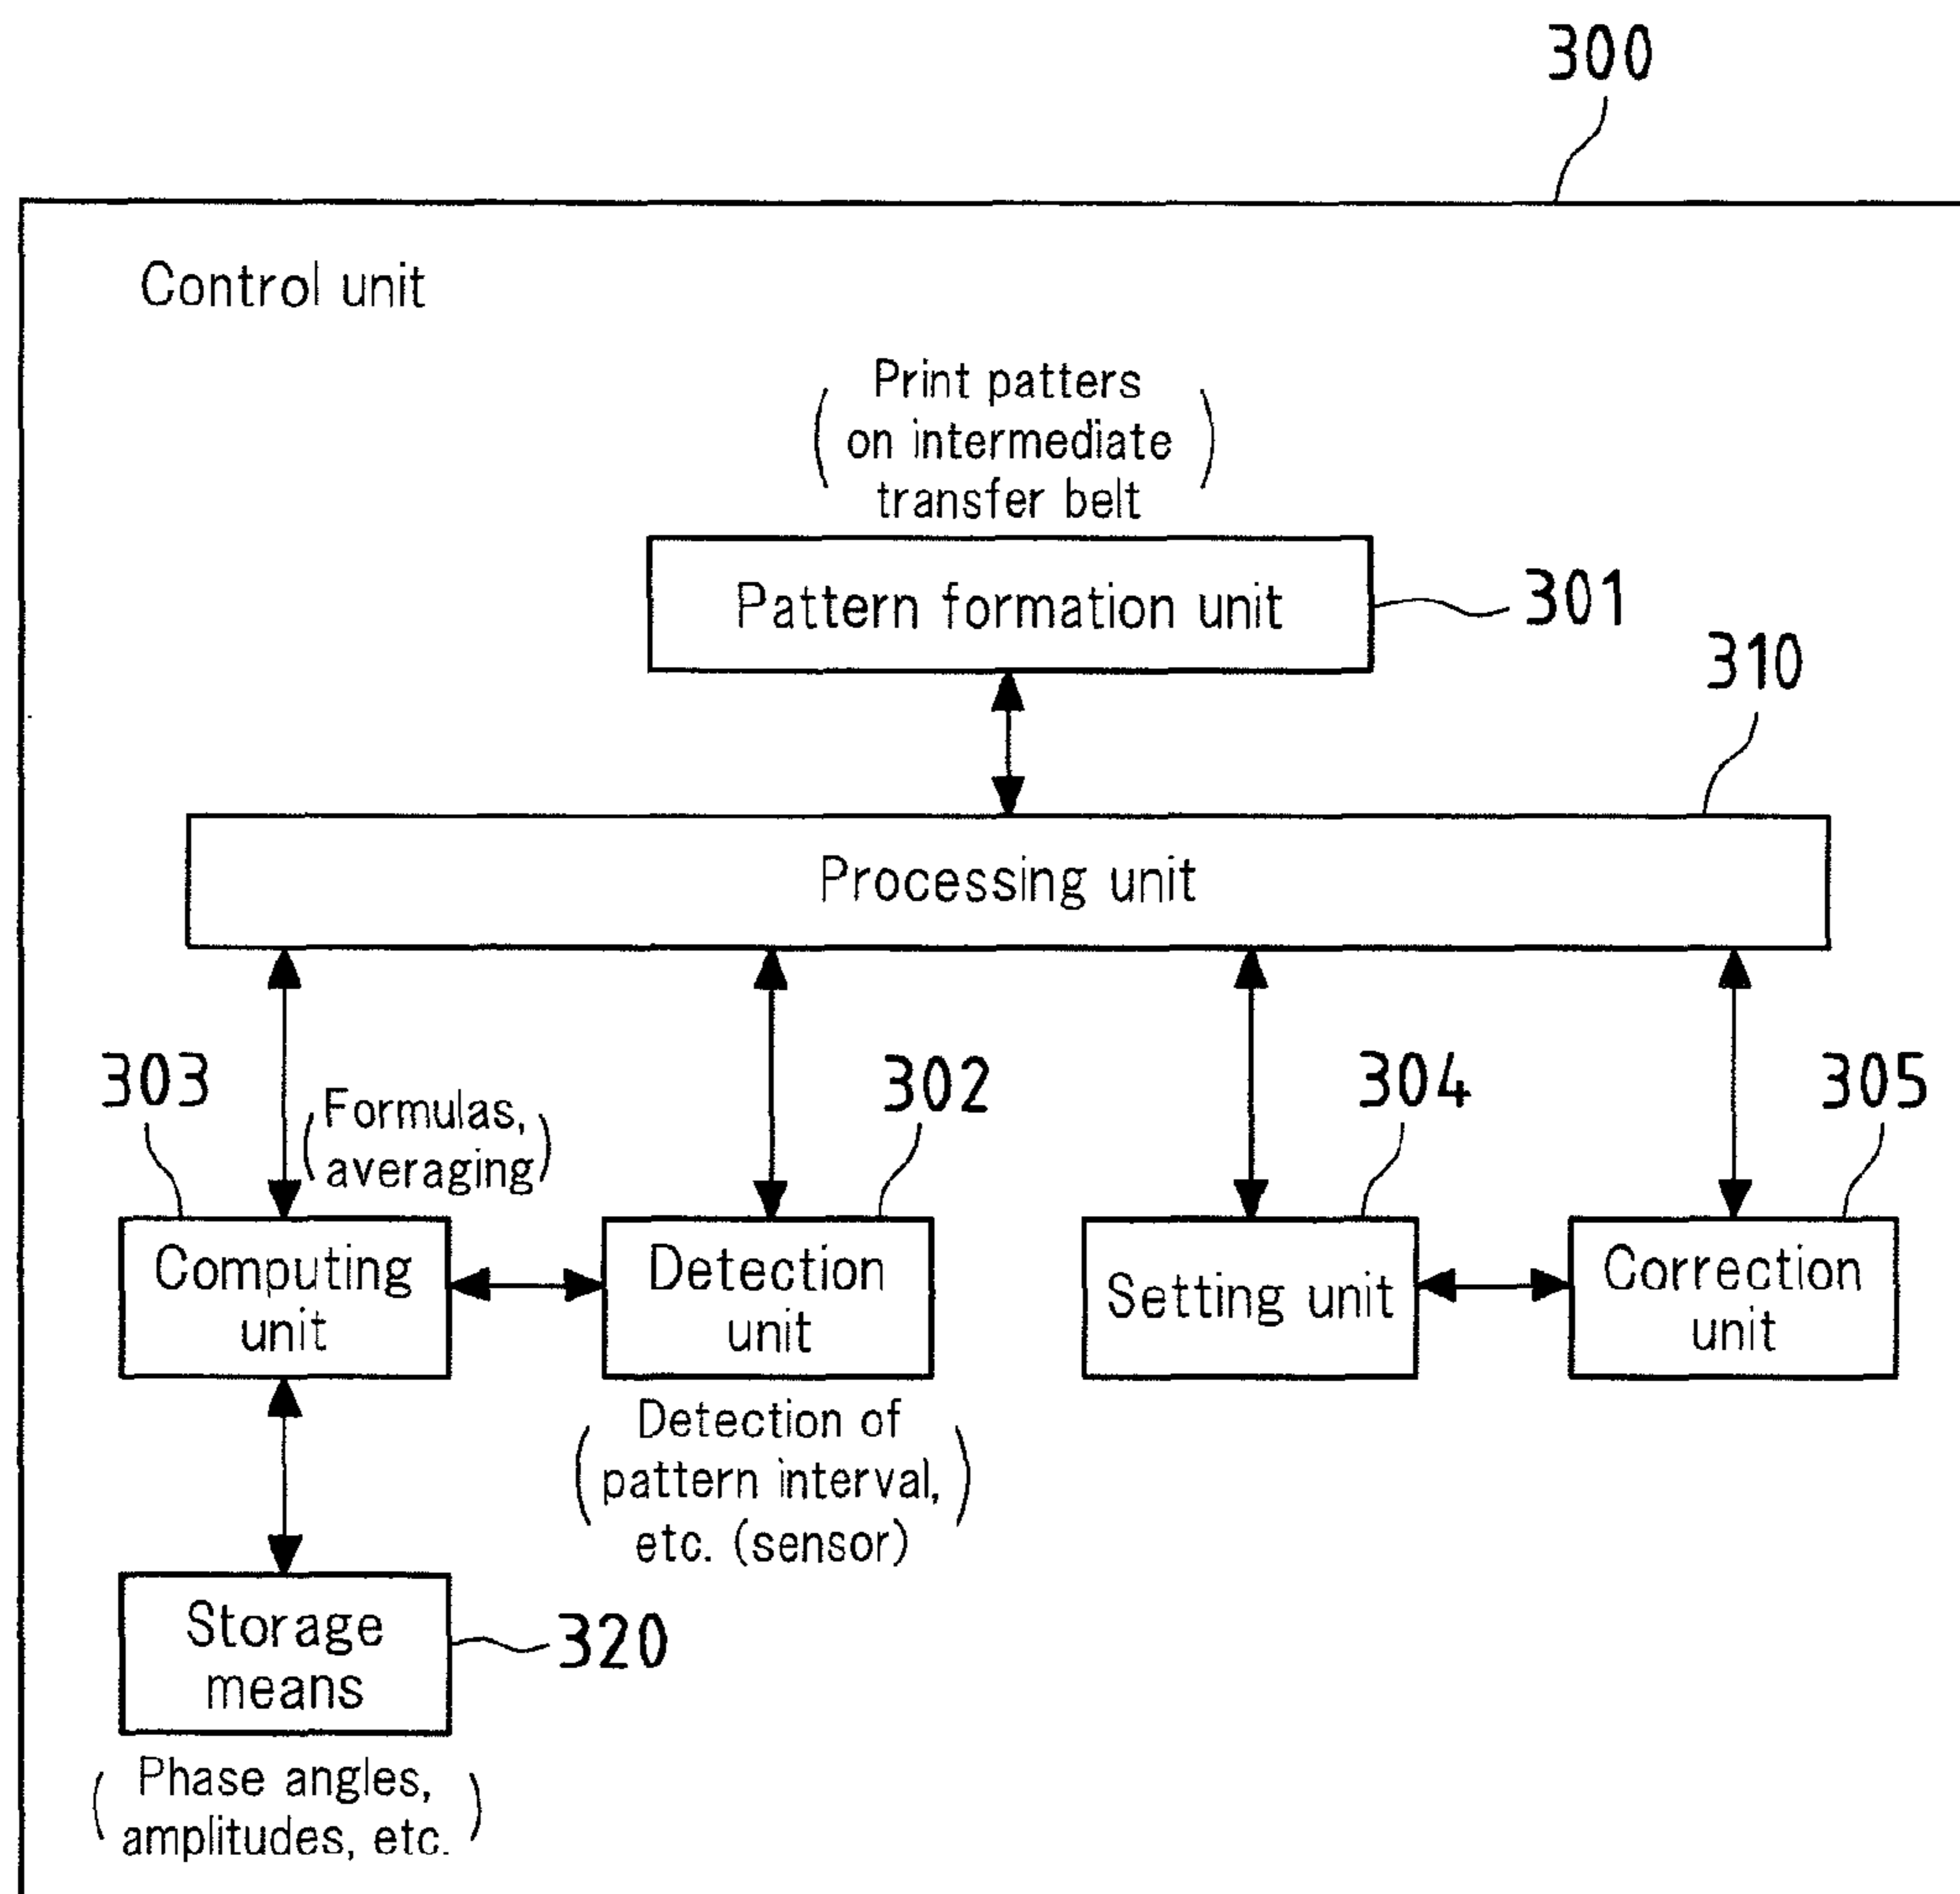 300
Control unit
( Print patters
on intermediate
transfer belt )
Pattern formation unit
301
310
Processing unit
303
(Formulas,
averaging)
302
304
305
Computing
unit
Detection
unit
Setting unit
Correction
unit
( Detection of
pattern interval,
etc. (sensor) )
Storage
means
320
( Phase angles,
amplitudes, etc. )